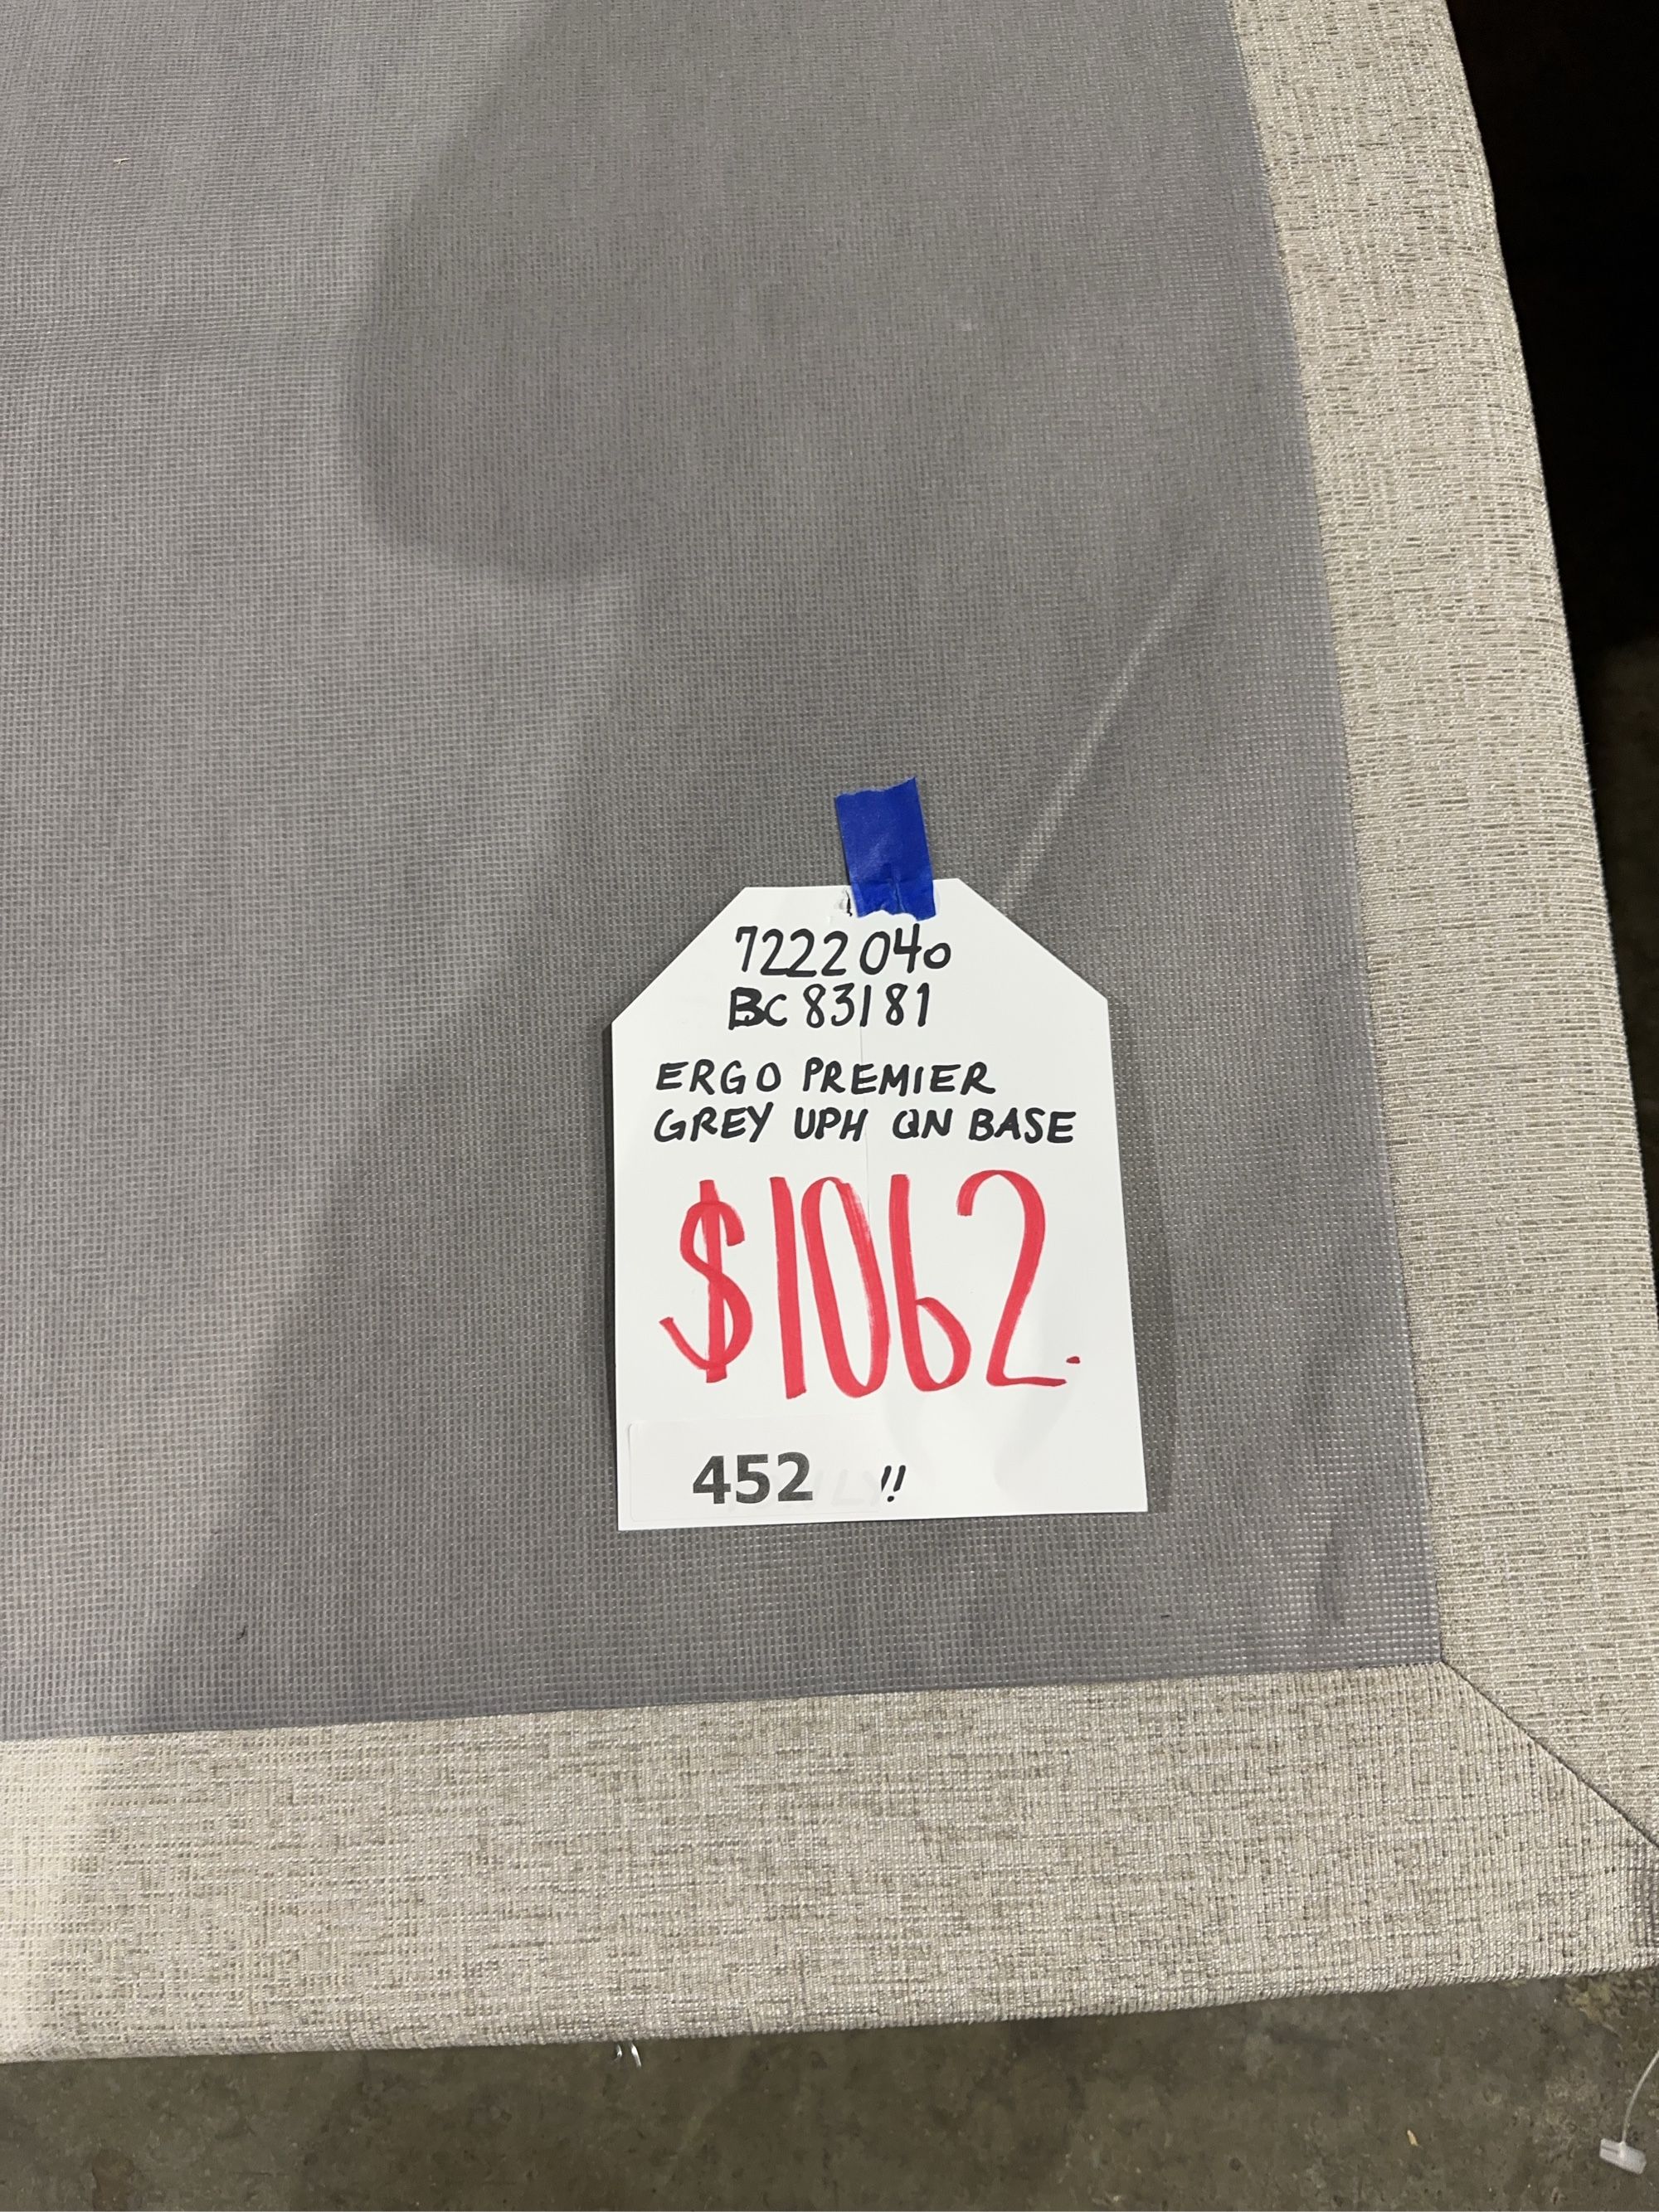 7222040
BC 83181
ERGO PREMIER
GREY UPH QN BASE
$1062.
452 !!